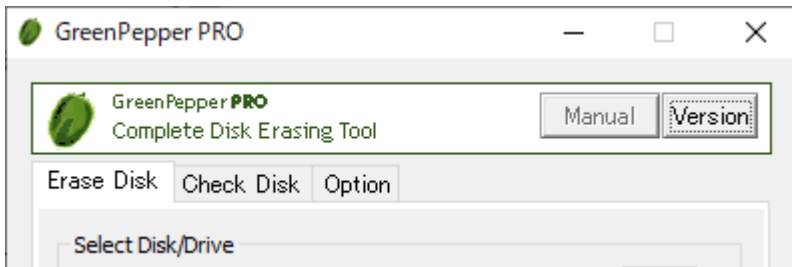 GreenPepper PRO
GreenPepper PRO
Complete Disk Erasing Tool
Manual Version
Erase Disk Check Disk Option
Select Disk/Drive